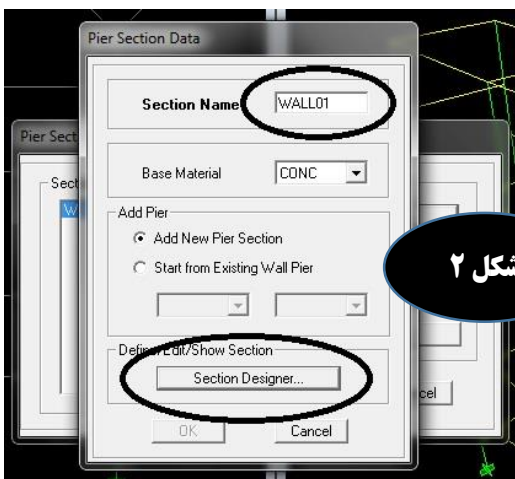 Pier Section Data
Section Name
WALL01
Pier Sect
Base Material
CONC
Sect
W
Add Pier
Add New Pier Section
Start from Existing Wall Pier
شکل ۲
Define/Edit/Show Section
Section Designer...
cel
OK
Cancel